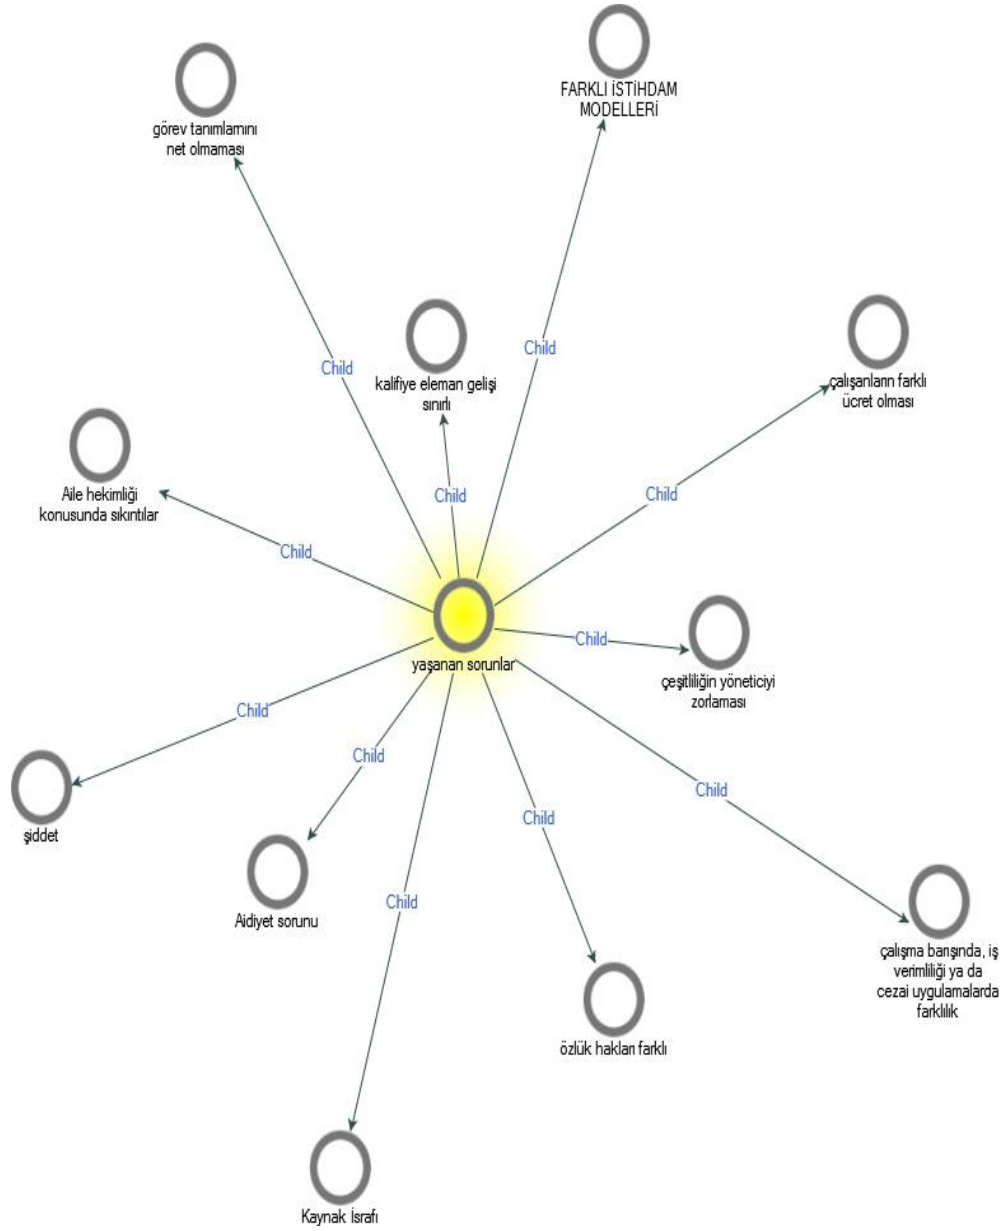 FARKLI İSTİHDAM
MODELLERİ
görev tanımlarnını
net olmaması
Child
Child
kalifiye eleman gelişi
sınırlı
çalışanların farklı
ücret olması
Child
Child
Aile hekimliği
konusunda sıkıntılar
Child
Child
yaşanan sorunlar
çeşitliliğin yöneticiyi
zorlaması
Child
Child
Child
Child
şiddet
Child
Aidiyet sorunu
çalışma barışında, iş
verimliliği ya da
cezai uygulamalarda
farklılık
özlük hakları farklı
Kaynak İsrafı